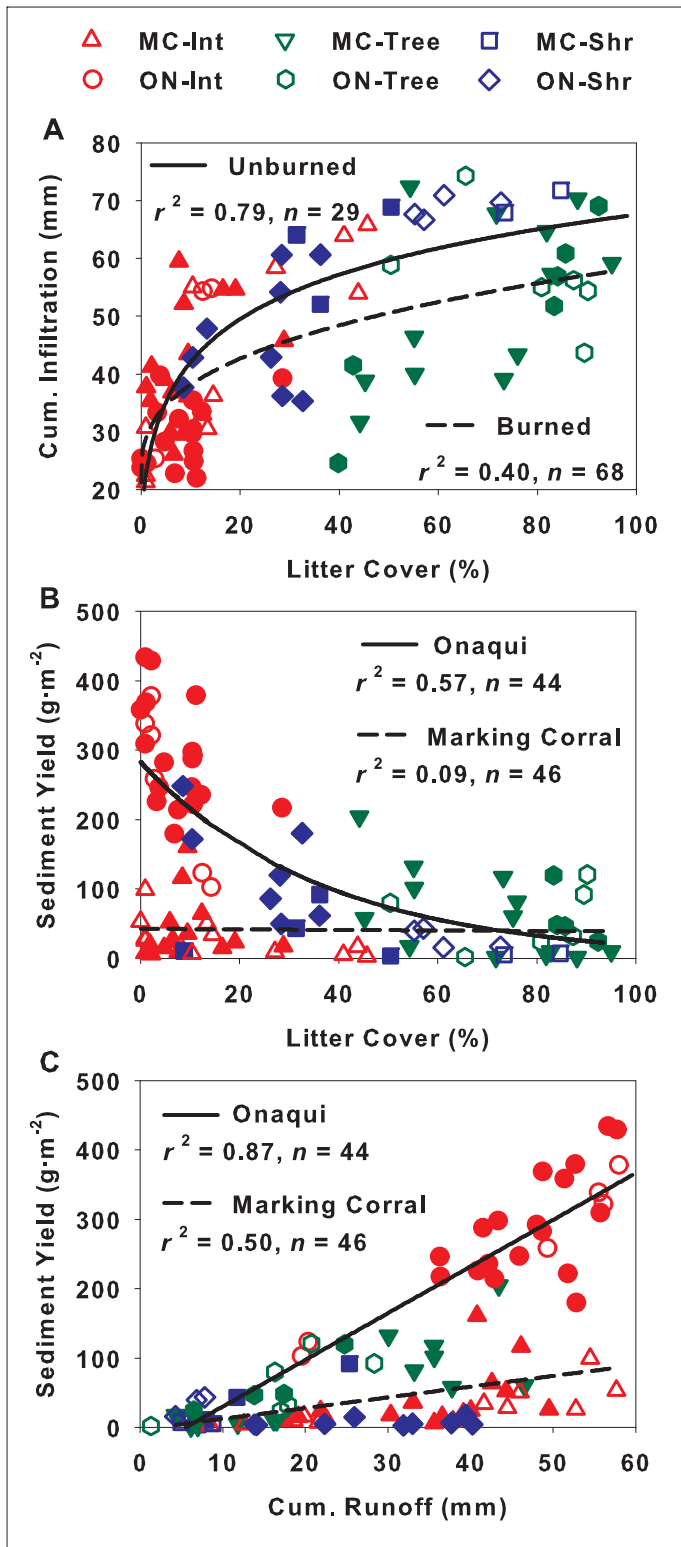 MC-Int MC-Tree MC-Shr
ON-Int ON-Tree ON-Shr
A
Cum. Infiltration (mm)
80
70
60
50
40
30
20
Unburned
r² = 0.79, n = 29
Burned
r² = 0.40, n = 68
0 20 40 60 80 100
Litter Cover (%)
B
Sediment Yield (g·m⁻²)
500
400
300
200
100
0
Onaqui
r² = 0.57, n = 44
Marking Corral
r² = 0.09, n = 46
0 20 40 60 80 100
Litter Cover (%)
C
Sediment Yield (g·m⁻²)
500
400
300
200
100
0
Onaqui
r² = 0.87, n = 44
Marking Corral
r² = 0.50, n = 46
0 10 20 30 40 50 60
Cum. Runoff (mm)